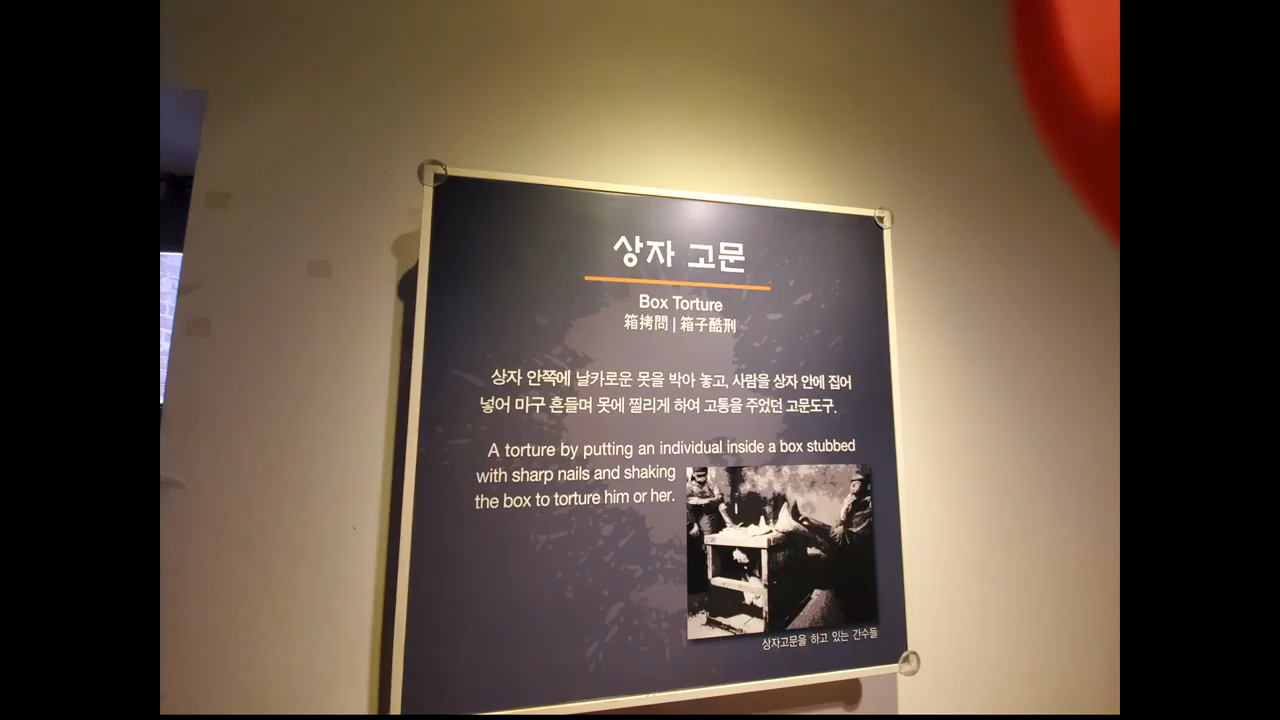 상자 고문
Box Torture
箱拷問 | 箱子酷刑
상자 안쪽에 날카로운 못을 박아 놓고, 사람을 상자 안에 집어
넣어 마구 흔들며 못에 찔리게 하여 고통을 주었던 고문도구.
A torture by putting an individual inside a box stubbed
with sharp nails and shaking
the box to torture him or her.
상자고문을 하고 있는 간수들